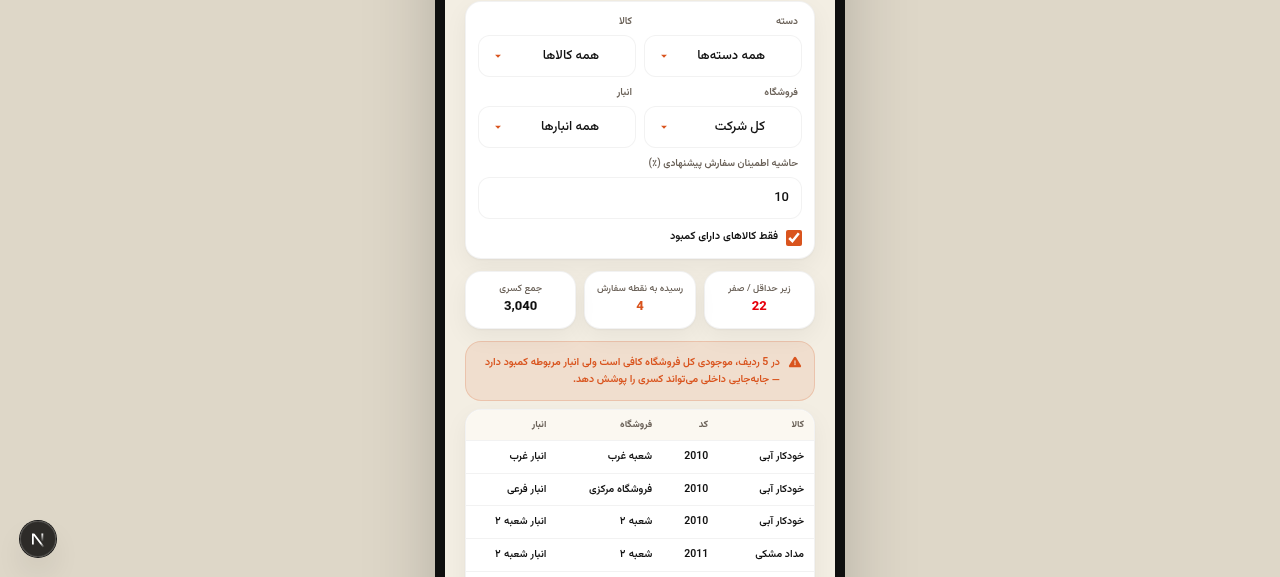 دسته
کالا
همه دسته‌ها
همه کالاها
فروشگاه
انبار
کل شرکت
همه انبارها
حاشیه اطمینان سفارش پیشنهادی (٪)
10
فقط کالاهای دارای کمبود
زیر حداقل / صفر
22
رسیده به نقطه سفارش
4
جمع کسری
3,040
در 5 ردیف، موجودی کل فروشگاه کافی است ولی انبار مربوطه کمبود دارد
— جابه‌جایی داخلی می‌تواند کسری را پوشش دهد.
کالا کد فروشگاه انبار
خودکار آبی 2010 شعبه غرب انبار غرب
خودکار آبی 2010 فروشگاه مرکزی انبار فرعی
خودکار آبی 2010 شعبه ۲ انبار شعبه ۲
مداد مشکی 2011 شعبه ۲ انبار شعبه ۲
N